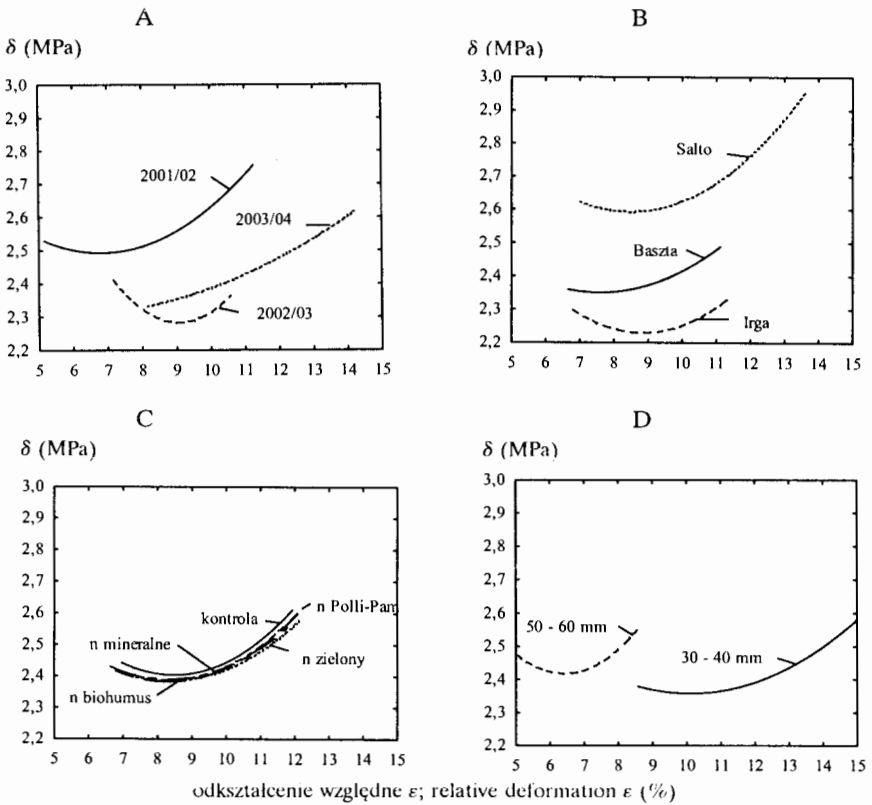 A
δ (MPa)
3,0
2,9
2,8
2,7
2,6
2,5
2,4
2,3
2,2
2001/02
2003/04
2002/03
5 6 7 8 9 10 11 12 13 14 15
B
δ (MPa)
3,0
2,9
2,8
2,7
2,6
2,5
2,4
2,3
2,2
Salto
Baszta
Irga
5 6 7 8 9 10 11 12 13 14 15
C
δ (MPa)
3,0
2,9
2,8
2,7
2,6
2,5
2,4
2,3
2,2
kontrola
n Polli-Pam
n mineralne
n zielony
n biohumus
5 6 7 8 9 10 11 12 13 14 15
D
δ (MPa)
3,0
2,9
2,8
2,7
2,6
2,5
2,4
2,3
2,2
50 - 60 mm
30 - 40 mm
5 6 7 8 9 10 11 12 13 14 15
odkształcenie względne ε; relative deformation ε (%)